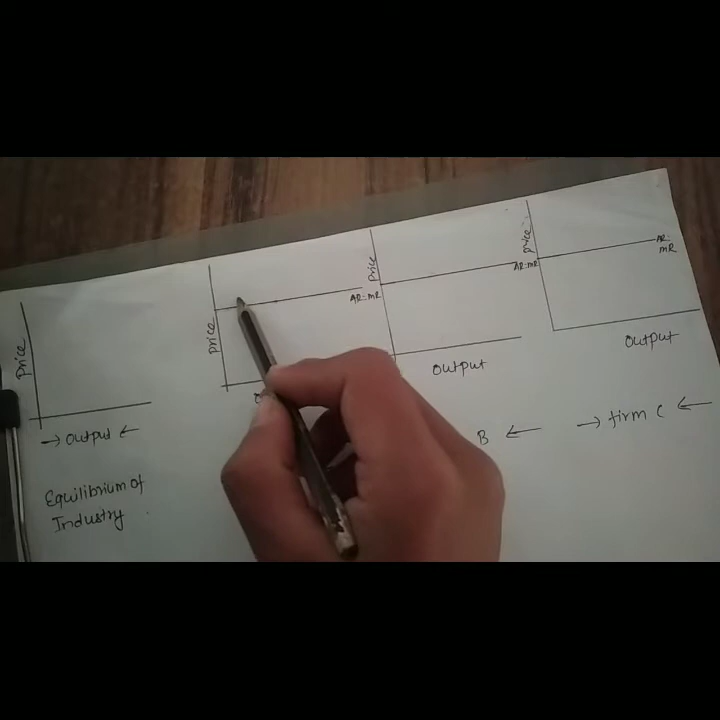 Price
→ Output ←
Equilibrium of
Industry
Price
AR=MR
Price
AR=MR
Output
B ←
Price
AR=
MR
Output
→ firm C ←